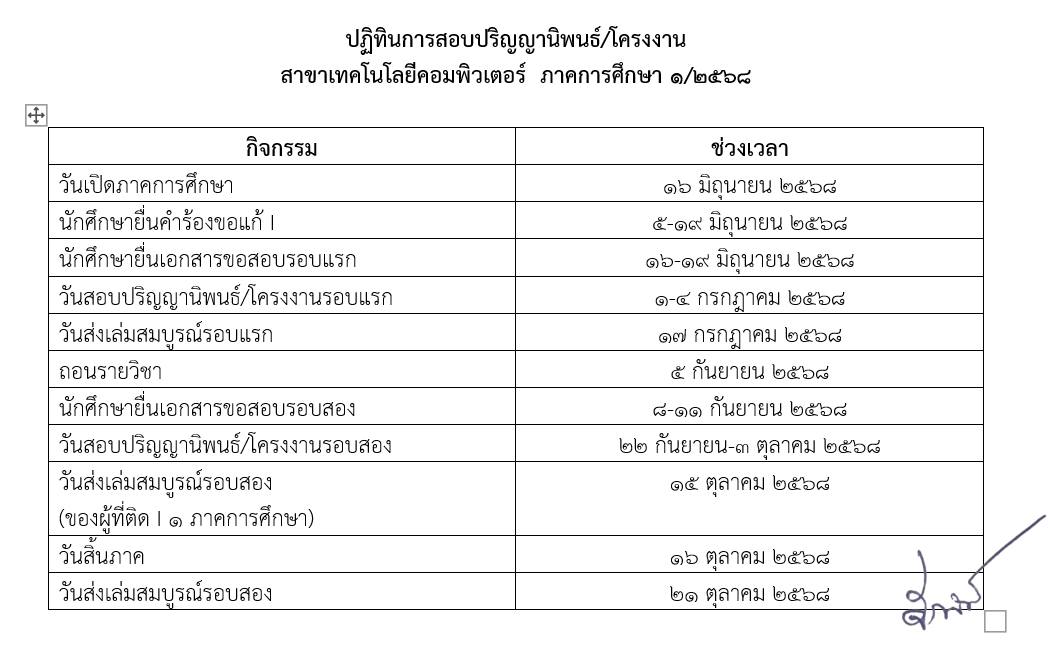 ปฏิทินการสอบปริญญานิพนธ์/โครงงาน
สาขาเทคโนโลยีคอมพิวเตอร์ ภาคการศึกษา ๑/๒๕๖๘
กิจกรรม ช่วงเวลา
วันเปิดภาคการศึกษา ๑๖ มิถุนายน ๒๕๖๘
นักศึกษายื่นคำร้องขอแก้ I ๕-๑๙ มิถุนายน ๒๕๖๘
นักศึกษายื่นเอกสารขอสอบรอบแรก ๑๖-๑๙ มิถุนายน ๒๕๖๘
วันสอบปริญญานิพนธ์/โครงงานรอบแรก ๑-๔ กรกฎาคม ๒๕๖๘
วันส่งเล่มสมบูรณ์รอบแรก ๑๗ กรกฎาคม ๒๕๖๘
ถอนรายวิชา ๕ กันยายน ๒๕๖๘
นักศึกษายื่นเอกสารขอสอบรอบสอง ๘-๑๑ กันยายน ๒๕๖๘
วันสอบปริญญานิพนธ์/โครงงานรอบสอง ๒๒ กันยายน-๓ ตุลาคม ๒๕๖๘
วันส่งเล่มสมบูรณ์รอบสอง ๑๕ ตุลาคม ๒๕๖๘
(ของผู้ที่ติด I ๑ ภาคการศึกษา)
วันสิ้นภาค ๑๖ ตุลาคม ๒๕๖๘
วันส่งเล่มสมบูรณ์รอบสอง ๒๑ ตุลาคม ๒๕๖๘